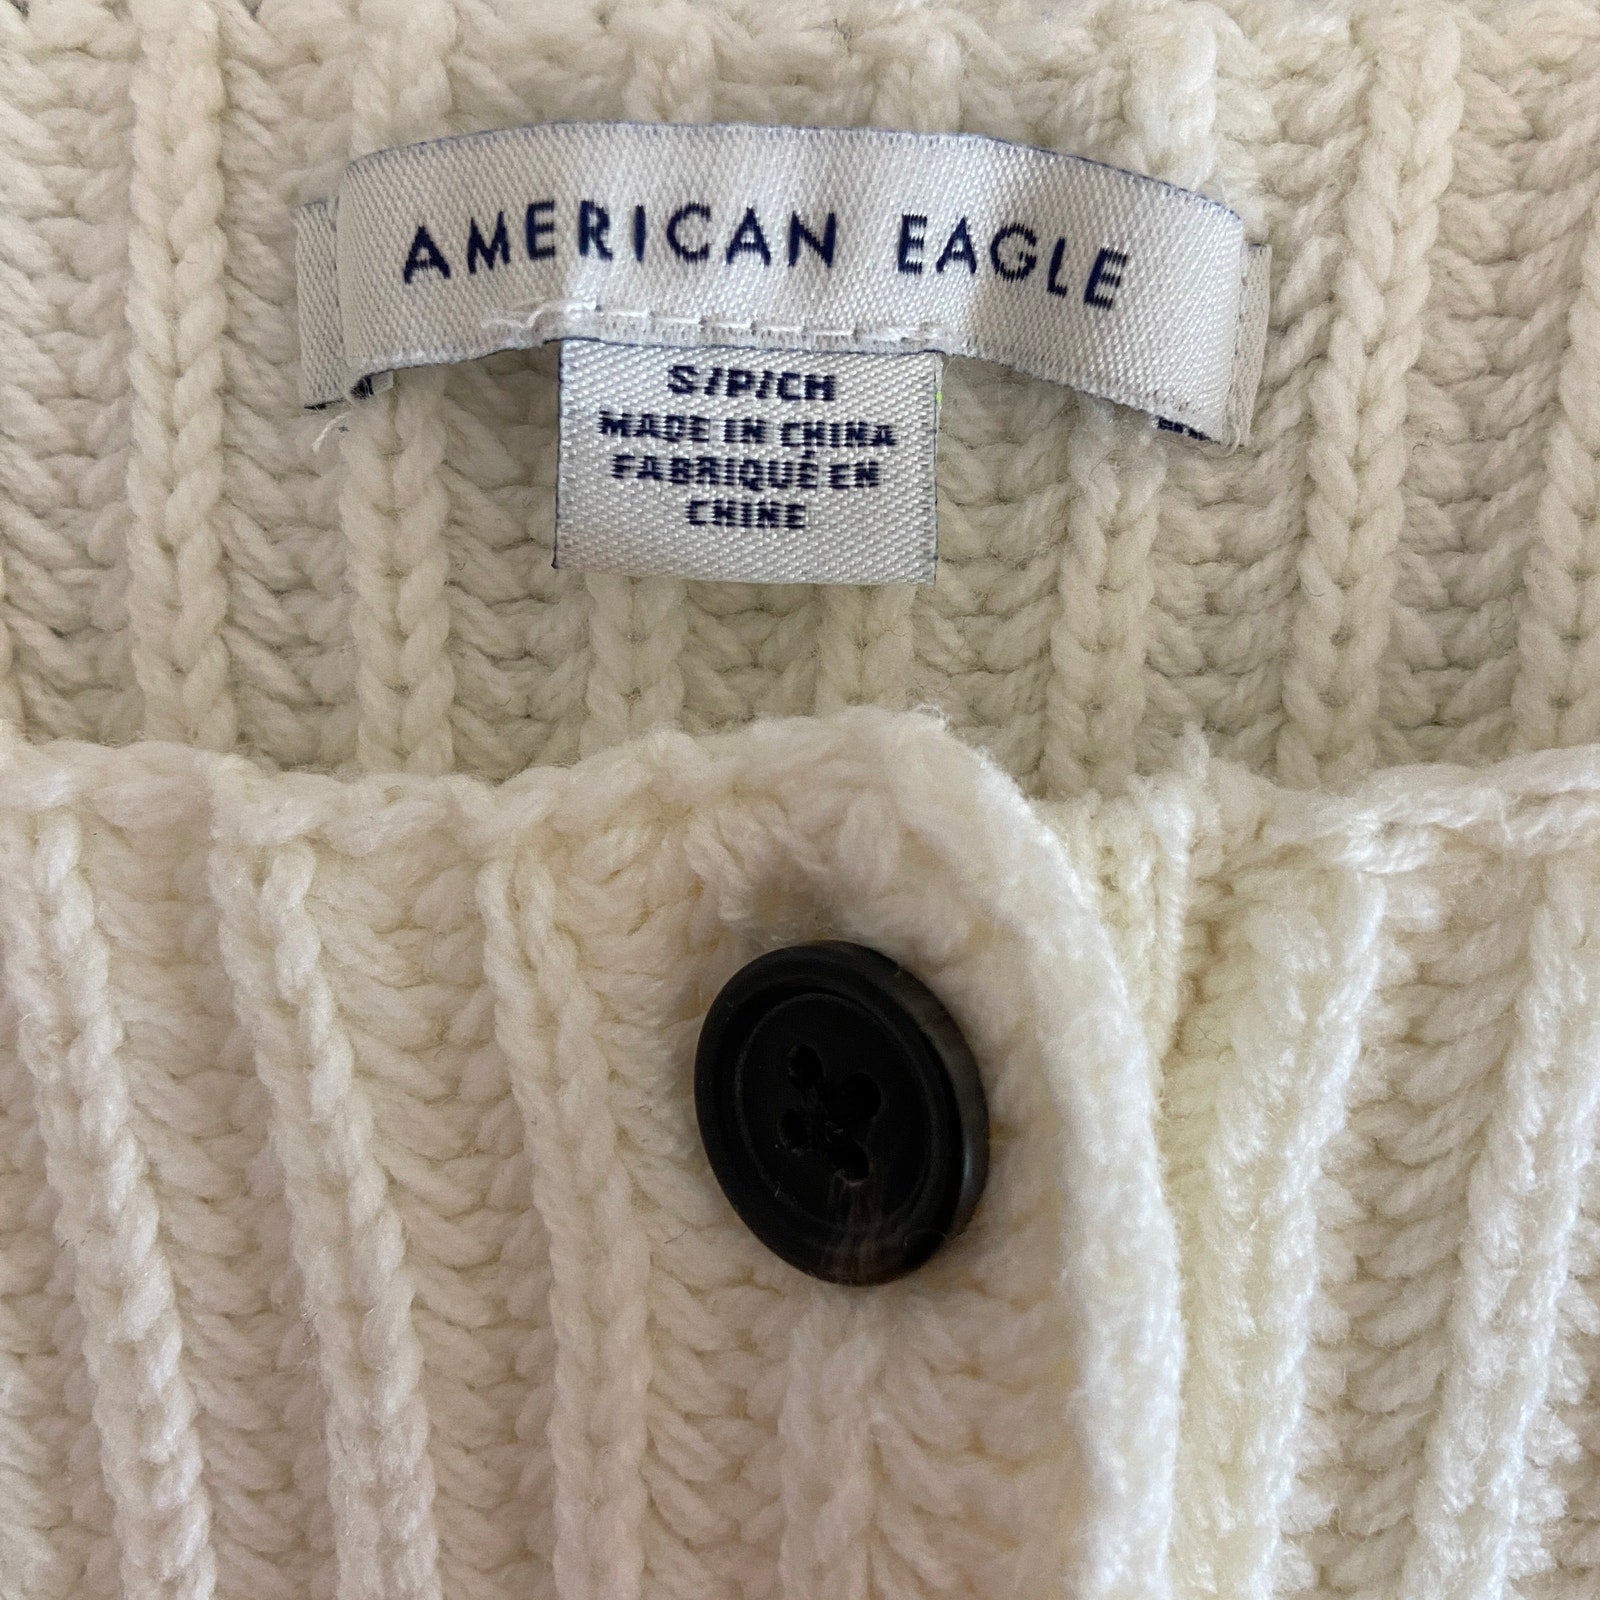 AMERICAN EAGLE
S/P/CH
MADE IN CHINA
FABRIQUÉ EN
CHINE